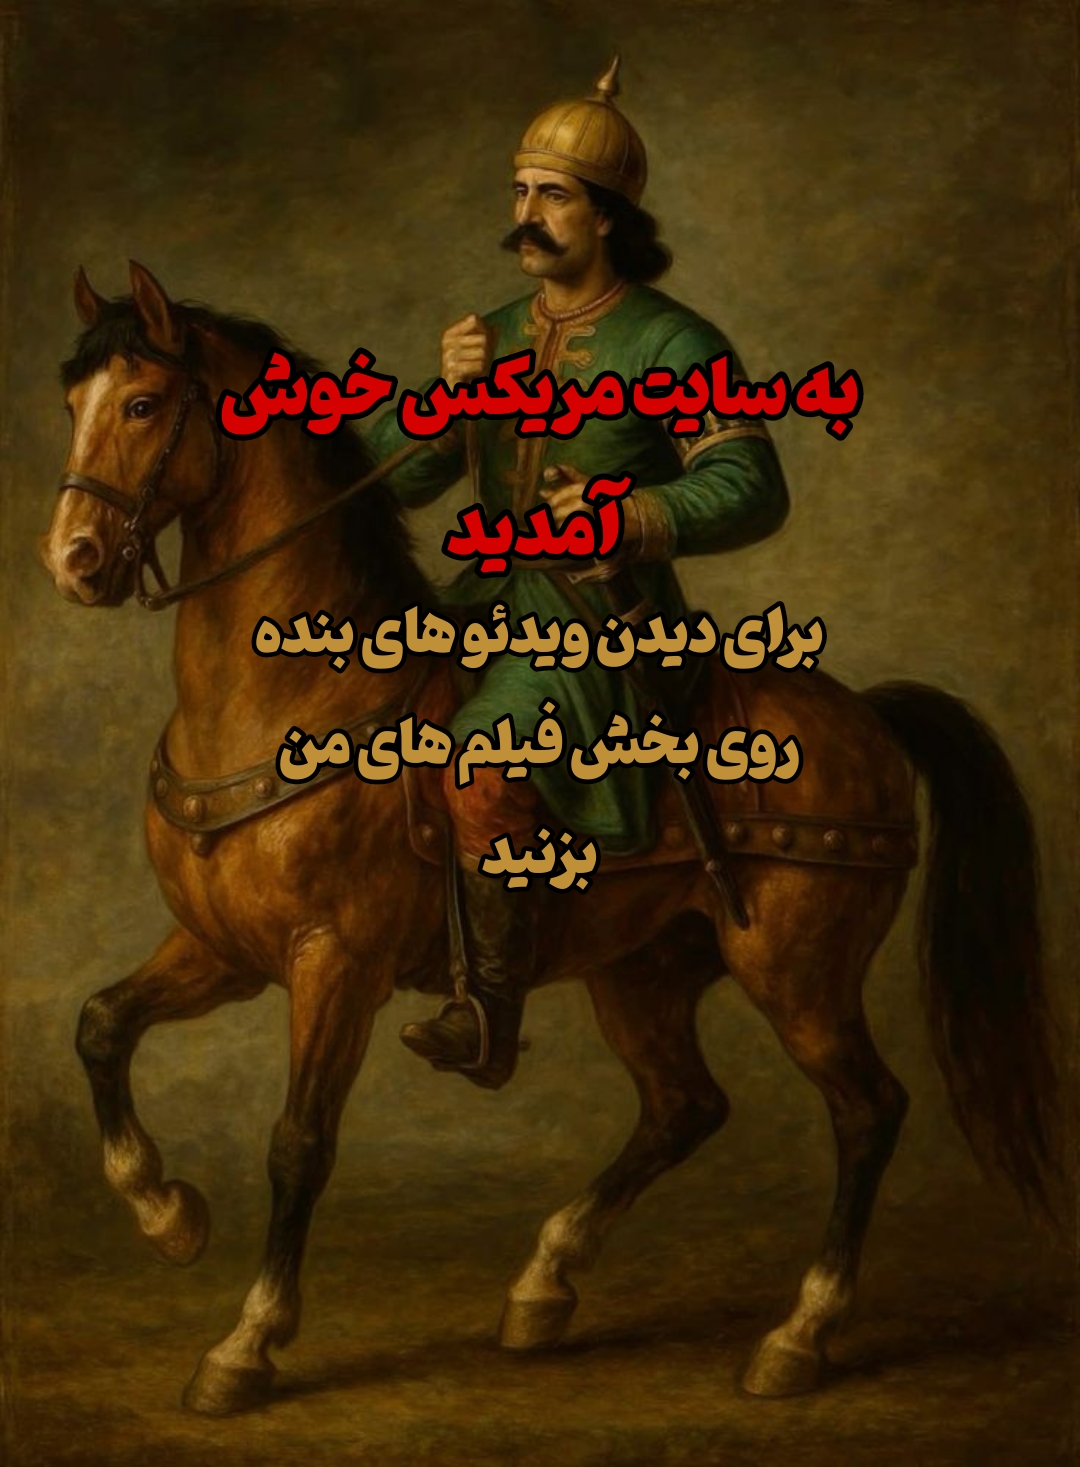 به سایت مریکس خوش
آمدید
برای دیدن ویدئو های بنده
روی بخش فیلم های من
بزنید